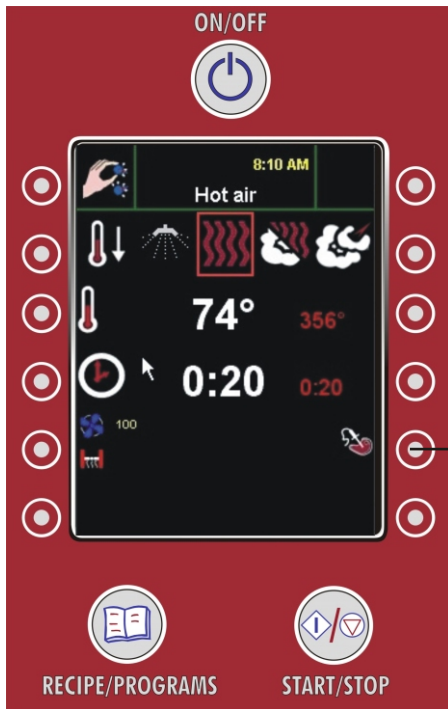 ON/OFF
8:10 AM
Hot air
74° 356°
0:20 0:20
100
RECIPE/PROGRAMS START/STOP